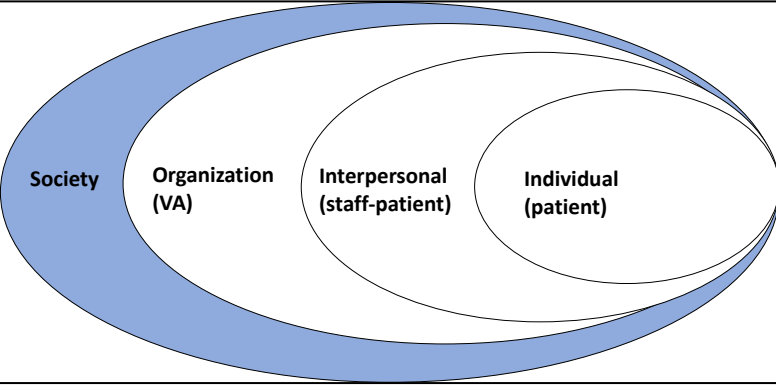 Society
Organization
(VA)
Interpersonal
(staff-patient)
Individual
(patient)